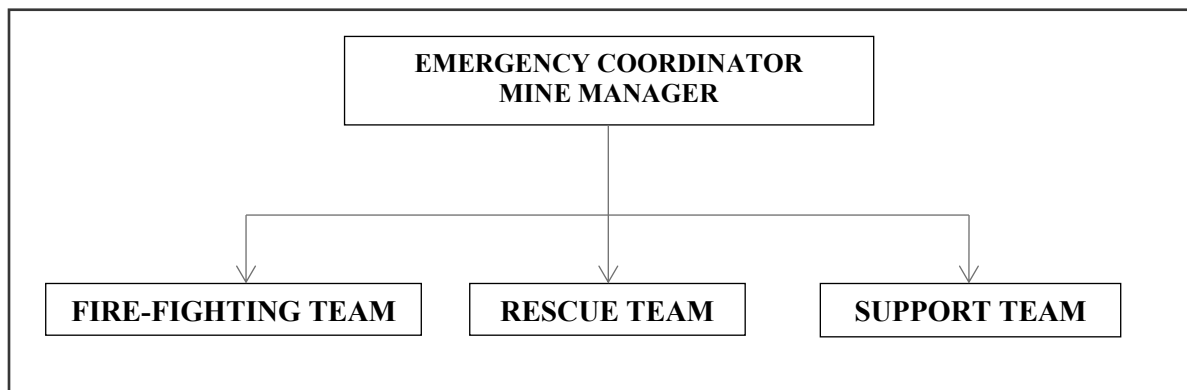 EMERGENCY COORDINATOR
MINE MANAGER
FIRE-FIGHTING TEAM
RESCUE TEAM
SUPPORT TEAM